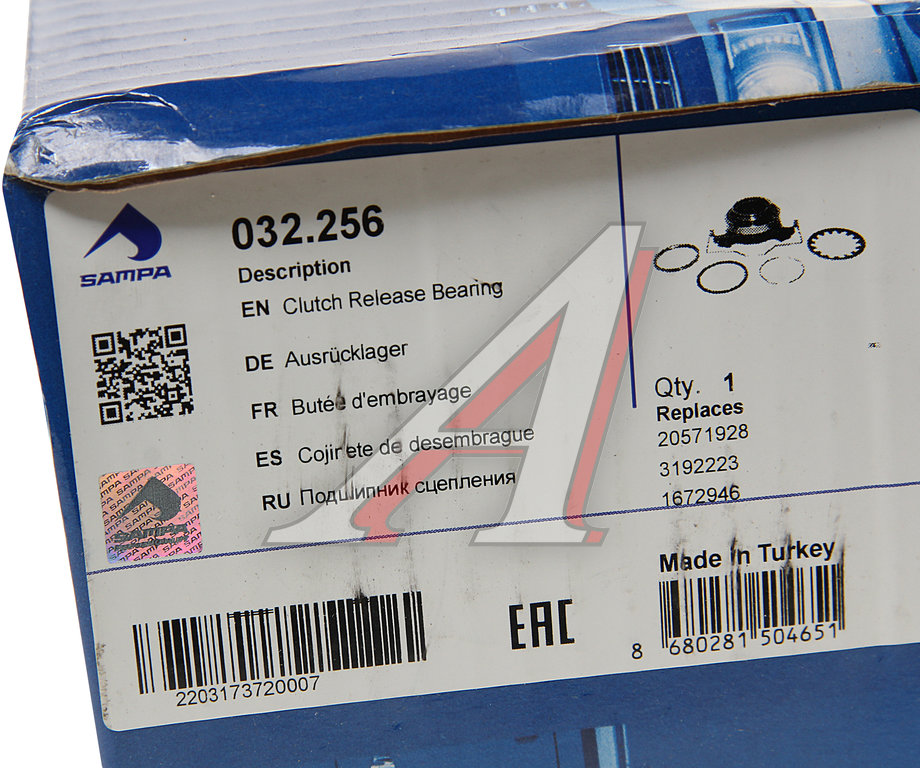 SAMPA
032.256
Description
EN Clutch Release Bearing
DE Ausrücklager
FR Butée d'embrayage
ES Cojinete de desembrague
RU Подшипник сцепления
Qty. 1
Replaces
20571928
3192223
1672946
SAMPA
Made in Turkey
2203173720007
EAC
8 680281 504651